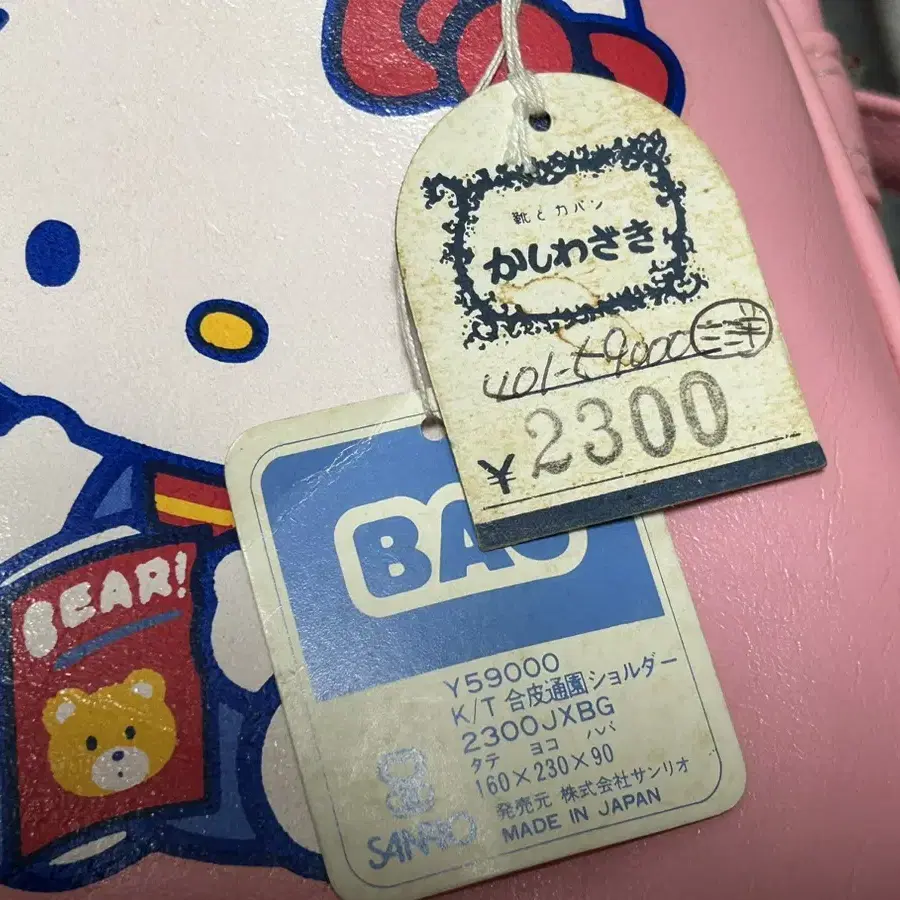 靴とカバン
かしわざき
¥2300
BAG
BEAR!
Y59000
K/T 合皮通園ショルダー
2300JXBG
タテ ヨコ ハバ
160×230×90
発売元 株式会社サンリオ
MADE IN JAPAN
SANRIO